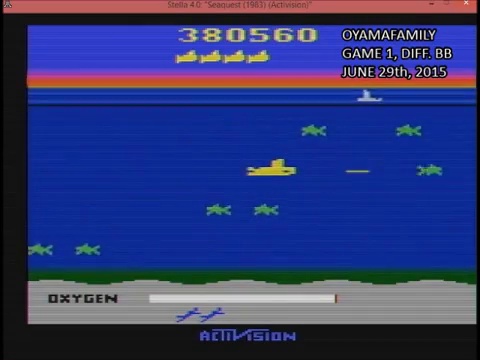 Stella 4.0: "Seaquest (1983) (Activision)"
380560
OYAMAFAMILY
GAME 1, DIFF. BB
JUNE 29th, 2015
OXYGEN
ACTIVISION